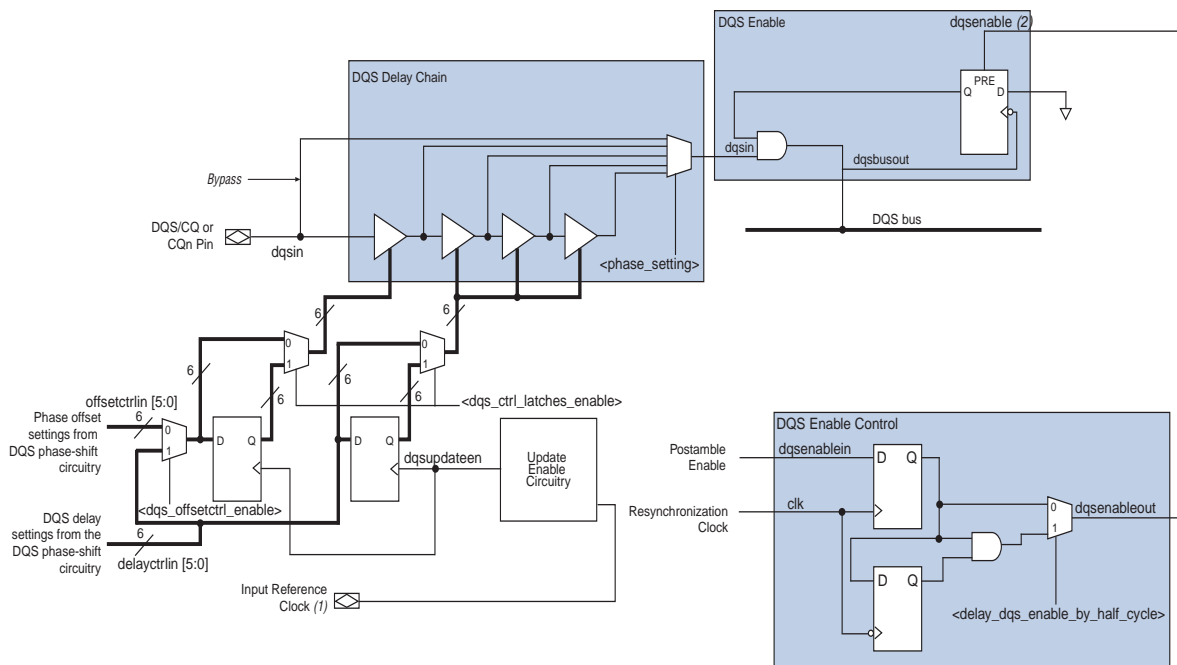 DQS Enable
dqsenable (2)
PRE
Q
D
DQS Delay Chain
dqsin
dqsbusout
Bypass
DQS bus
DQS/CQ or
CQn Pin
dqsin
<phase_setting>
6
6
0
1
0
1
6
6
6
6
offsetctrlin [5:0]
<dqs_ctrl_latches_enable>
Phase offset
settings from
DQS phase-shift
circuitry
6
0
1
D
Q
D
Q
dqsupdateen
Update
Enable
Circuitry
<dqs_offsetctrl_enable>
DQS delay
settings from the
DQS phase-shift
circuitry
6
delayctrlin [5:0]
Input Reference
Clock (1)
DQS Enable Control
Postamble
Enable
dqsenablein
D
Q
Resynchronization
Clock
clk
0
1
dqsenableout
D
Q
<delay_dqs_enable_by_half_cycle>